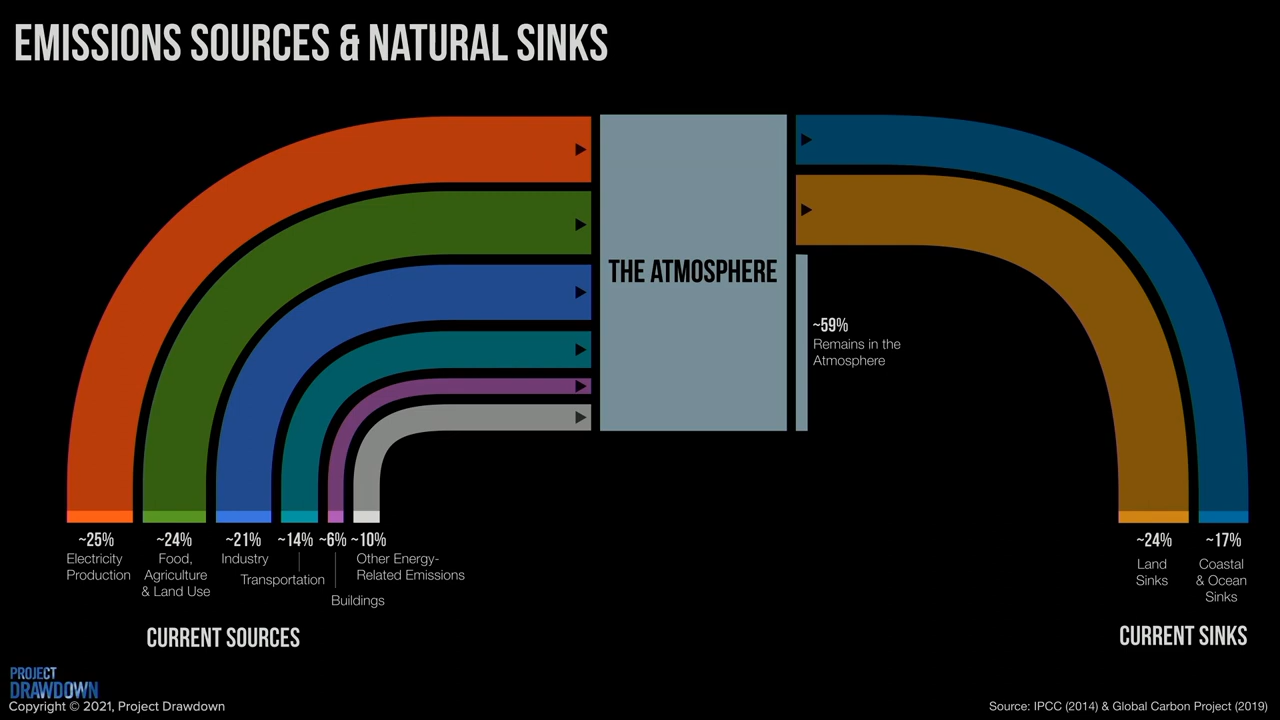 EMISSIONS SOURCES & NATURAL SINKS
THE ATMOSPHERE
~59%
Remains in the
Atmosphere
~25%
Electricity
Production
~24%
Food,
Agriculture
& Land Use
~21%
Industry
~14%
Transportation
~6%
Buildings
~10%
Other Energy-
Related Emissions
~24%
Land
Sinks
~17%
Coastal
& Ocean
Sinks
CURRENT SOURCES
CURRENT SINKS
PROJECT
DRAWDOWN
Copyright © 2021, Project Drawdown
Source: IPCC (2014) & Global Carbon Project (2019)